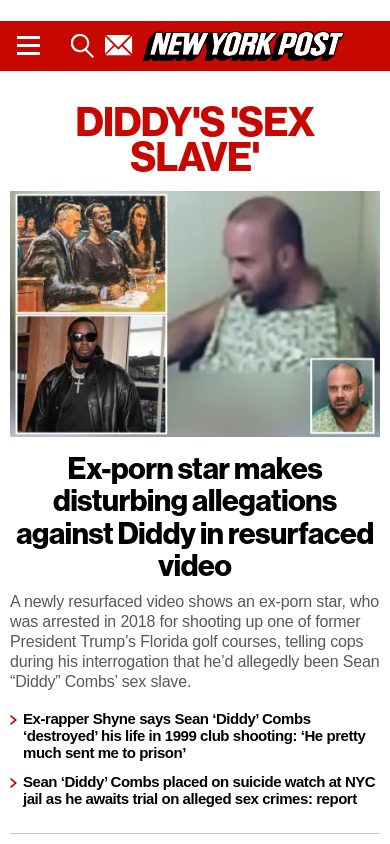 NEW YORK POST
DIDDY'S 'SEX
SLAVE'
Ex-porn star makes
disturbing allegations
against Diddy in resurfaced
video
A newly resurfaced video shows an ex-porn star, who
was arrested in 2018 for shooting up one of former
President Trump’s Florida golf courses, telling cops
during his interrogation that he’d allegedly been Sean
“Diddy” Combs’ sex slave.
Ex-rapper Shyne says Sean ‘Diddy’ Combs
‘destroyed’ his life in 1999 club shooting: ‘He pretty
much sent me to prison’
Sean ‘Diddy’ Combs placed on suicide watch at NYC
jail as he awaits trial on alleged sex crimes: report